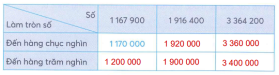 Số
Làm tròn số
1 167 900 1 916 400 3 364 200
Đến hàng chục nghìn 1 170 000 1 920 000 3 360 000
Đến hàng trăm nghìn 1 200 000 1 900 000 3 400 000